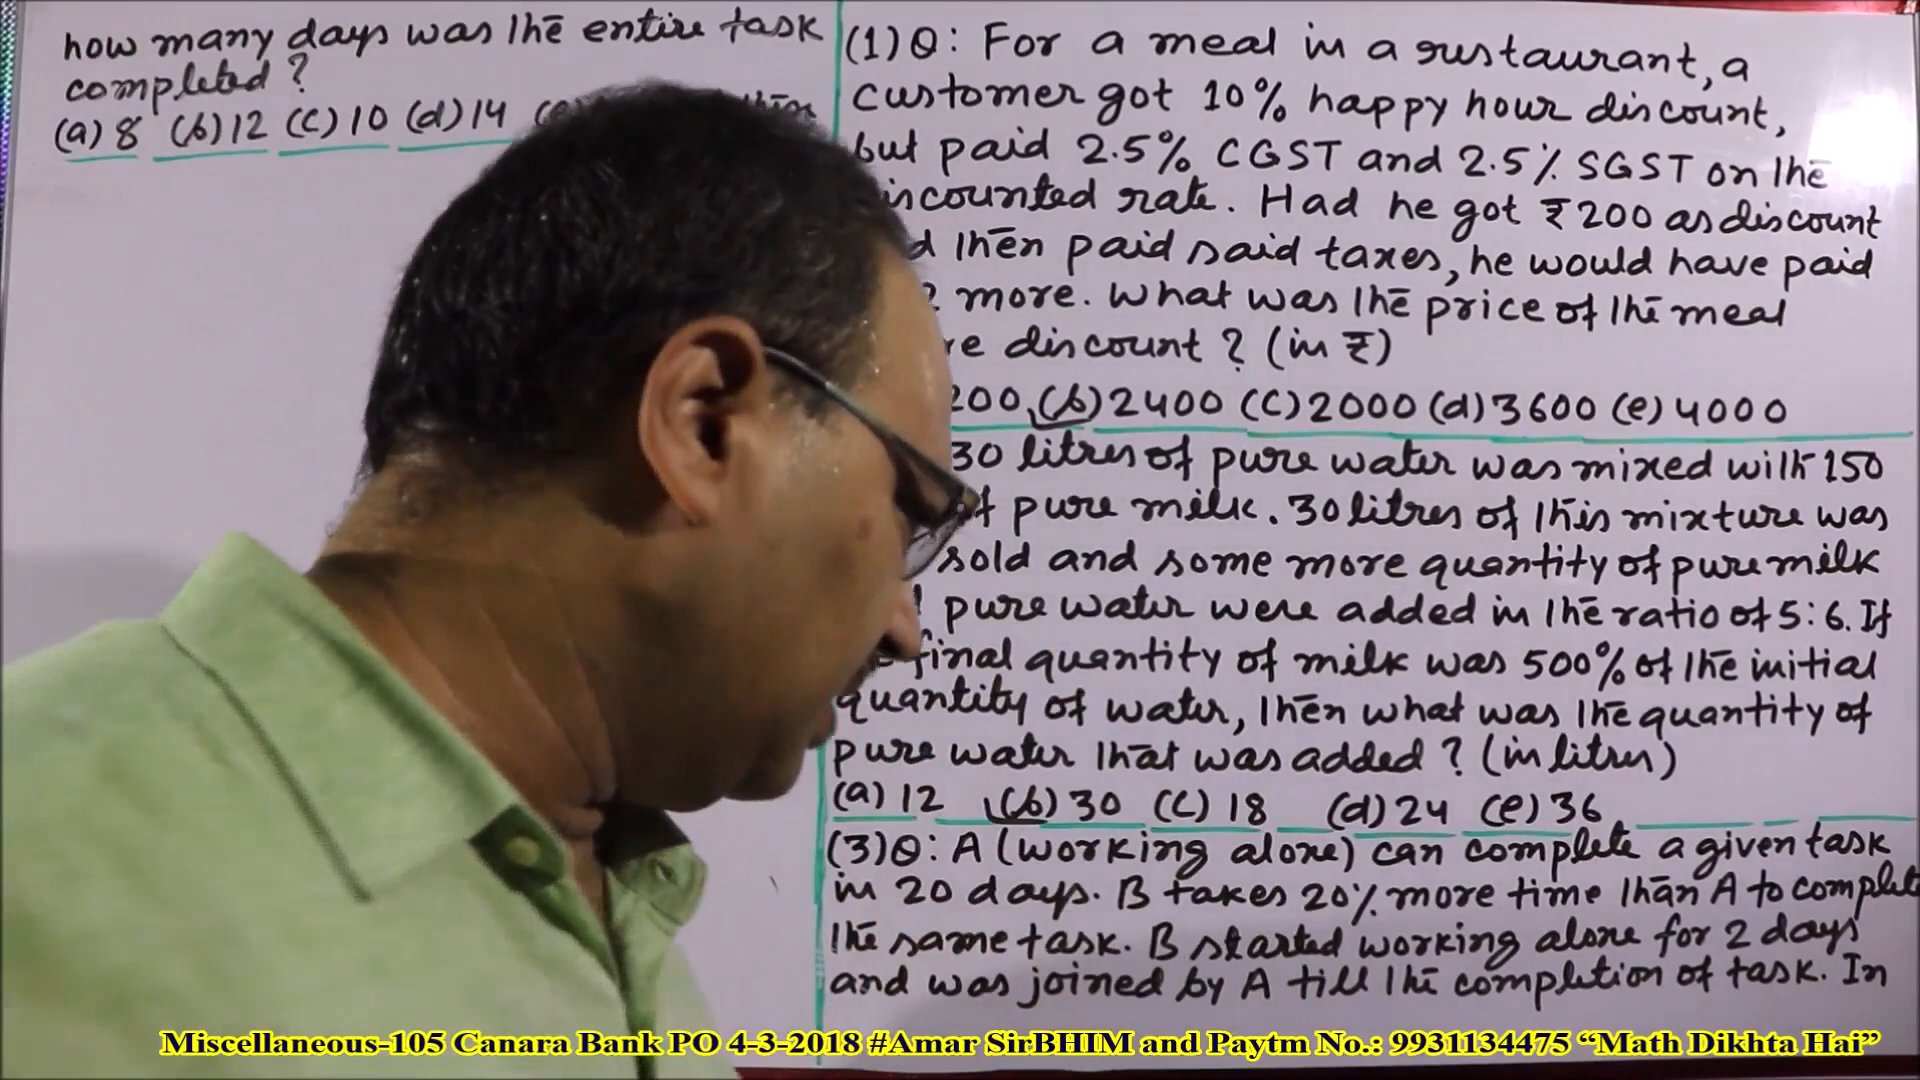 how many days was the entire task
completed?
(a) 8 (b) 12 (c) 10 (d) 14
(1) Q: For a meal in a restaurant, a
customer got 10% happy hour discount,
but paid 2.5% CGST and 2.5% SGST on the
incounted rate. Had he got ₹200 as discount
then paid said taxes, he would have paid
more. What was the price of the meal
discount? (in ₹)
200, (b) 2400 (c) 2000 (d) 3600 (e) 4000
30 litres of pure water was mixed with 150
of pure milk. 30 litres of this mixture was
sold and some more quantity of pure milk
pure water were added in the ratio of 5:6. If
final quantity of milk was 500% of the initial
quantity of water, then what was the quantity of
pure water that was added? (in litres)
(a) 12 (b) 30 (c) 18 (d) 24 (e) 36
(3) Q: A (working alone) can complete a given task
in 20 days. B takes 20% more time than A to complete
the same task. B started working alone for 2 days
and was joined by A till the completion of task. In
Miscellaneous-105 Canara Bank PO 4-3-2018 #Amar SirBHIM and Paytm No.: 9931134475 “Math Dikhta Hai”